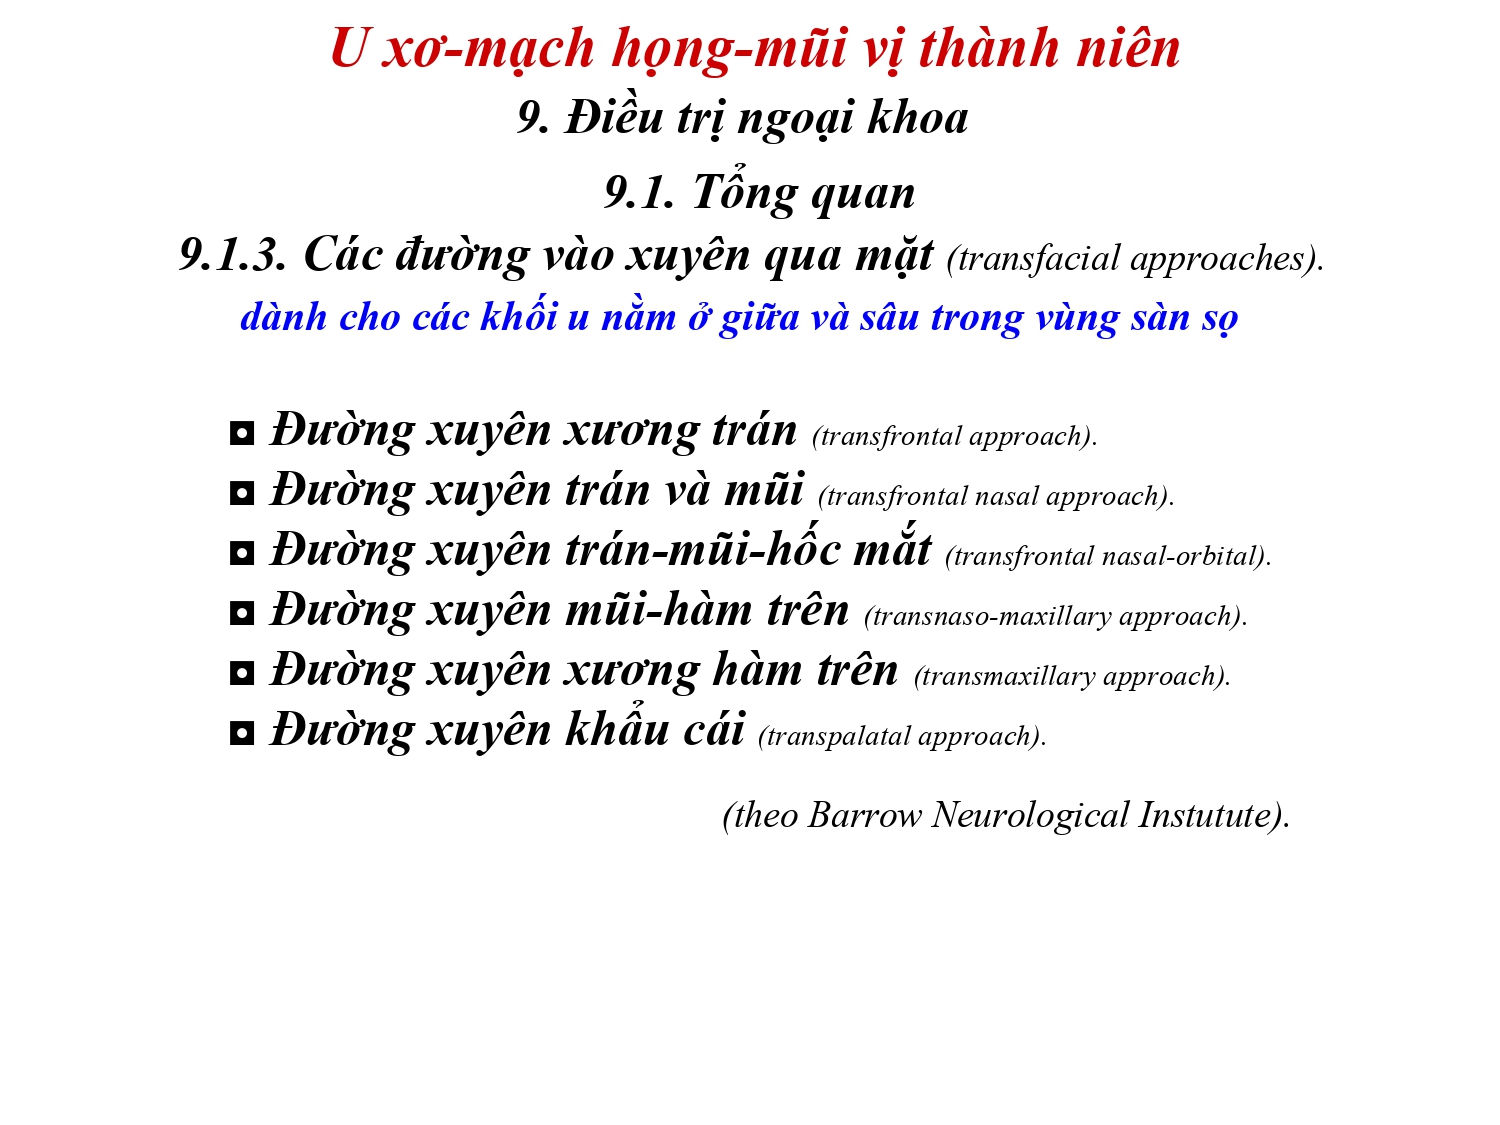 U xơ-mạch họng-mũi vị thành niên
9. Điều trị ngoại khoa
9.1. Tổng quan
9.1.3. Các đường vào xuyên qua mặt (transfacial approaches).
dành cho các khối u nằm ở giữa và sâu trong vùng sàn sọ
◘ Đường xuyên xương trán (transfrontal approach).
◘ Đường xuyên trán và mũi (transfrontal nasal approach).
◘ Đường xuyên trán-mũi-hốc mắt (transfrontal nasal-orbital).
◘ Đường xuyên mũi-hàm trên (transnaso-maxillary approach).
◘ Đường xuyên xương hàm trên (transmaxillary approach).
◘ Đường xuyên khẩu cái (transpalatal approach).
(theo Barrow Neurological Instutute).